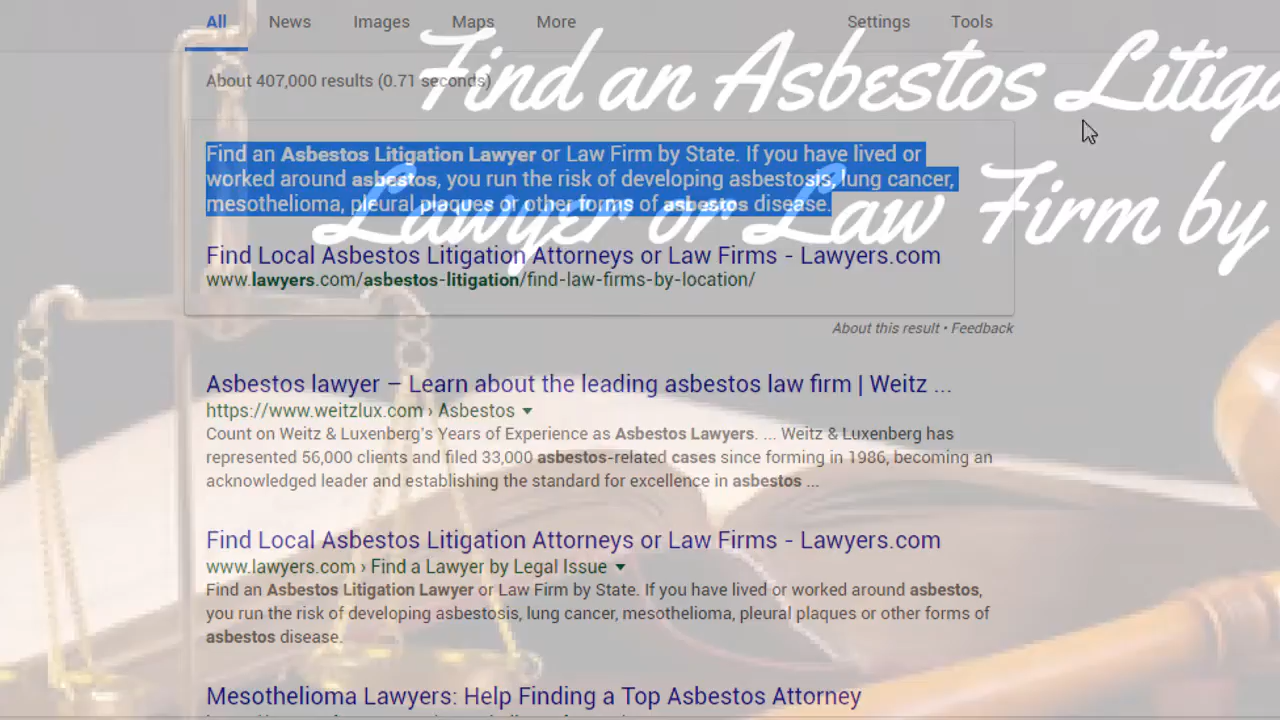 All News Images Maps More Settings Tools
About 407,000 results (0.71 seconds)
Find an Asbestos
Lawyer or Law Firm by
Find an Asbestos Litigation Lawyer or Law Firm by State. If you have lived or
worked around asbestos, you run the risk of developing asbestosis, lung cancer,
mesothelioma, pleural plaques or other forms of asbestos disease.
Find Local Asbestos Litigation Attorneys or Law Firms - Lawyers.com
www.lawyers.com/asbestos-litigation/find-law-firms-by-location/
About this result • Feedback
Asbestos lawyer – Learn about the leading asbestos law firm | Weitz ...
https://www.weitzlux.com › Asbestos
Count on Weitz & Luxenberg's Years of Experience as Asbestos Lawyers. ... Weitz & Luxenberg has
represented 56,000 clients and filed 33,000 asbestos-related cases since forming in 1986, becoming an
acknowledged leader and establishing the standard for excellence in asbestos ...
Find Local Asbestos Litigation Attorneys or Law Firms - Lawyers.com
www.lawyers.com › Find a Lawyer by Legal Issue
Find an Asbestos Litigation Lawyer or Law Firm by State. If you have lived or worked around asbestos,
you run the risk of developing asbestosis, lung cancer, mesothelioma, pleural plaques or other forms of
asbestos disease.
Mesothelioma Lawyers: Help Finding a Top Asbestos Attorney